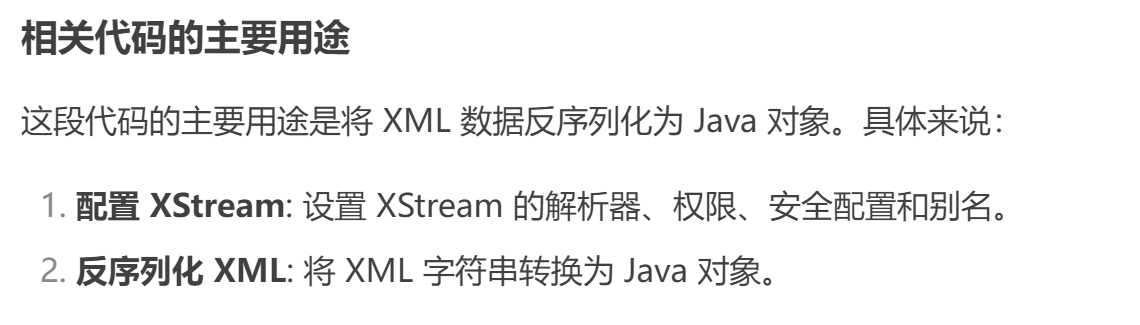 相关代码的主要用途
这段代码的主要用途是将 XML 数据反序列化为 Java 对象。具体来说：
1. 配置 XStream: 设置 XStream 的解析器、权限、安全配置和别名。
2. 反序列化 XML: 将 XML 字符串转换为 Java 对象。